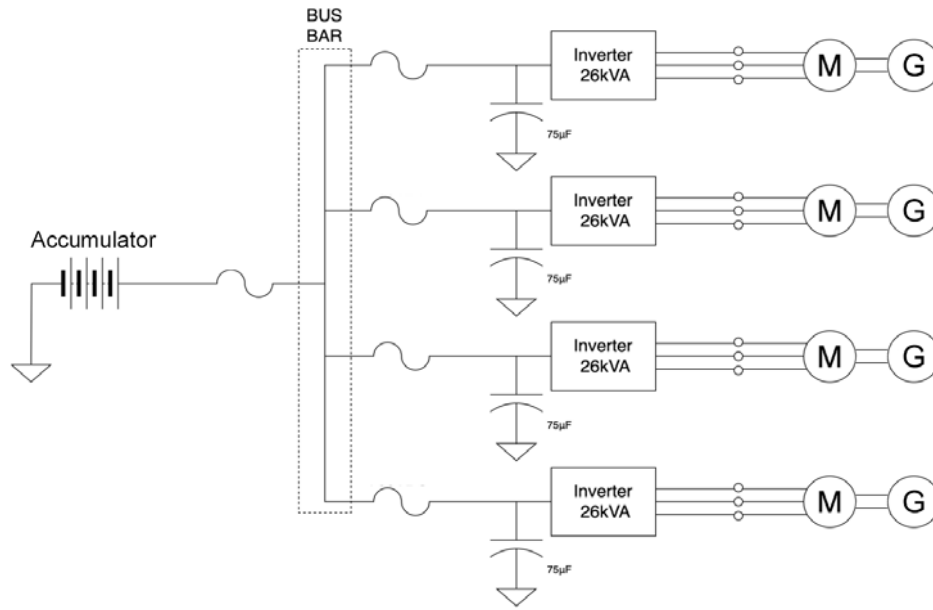 BUS
BAR
Inverter
26kVA
M
G
75µF
Inverter
26kVA
M
G
75µF
Accumulator
Inverter
26kVA
M
G
75µF
Inverter
26kVA
M
G
75µF